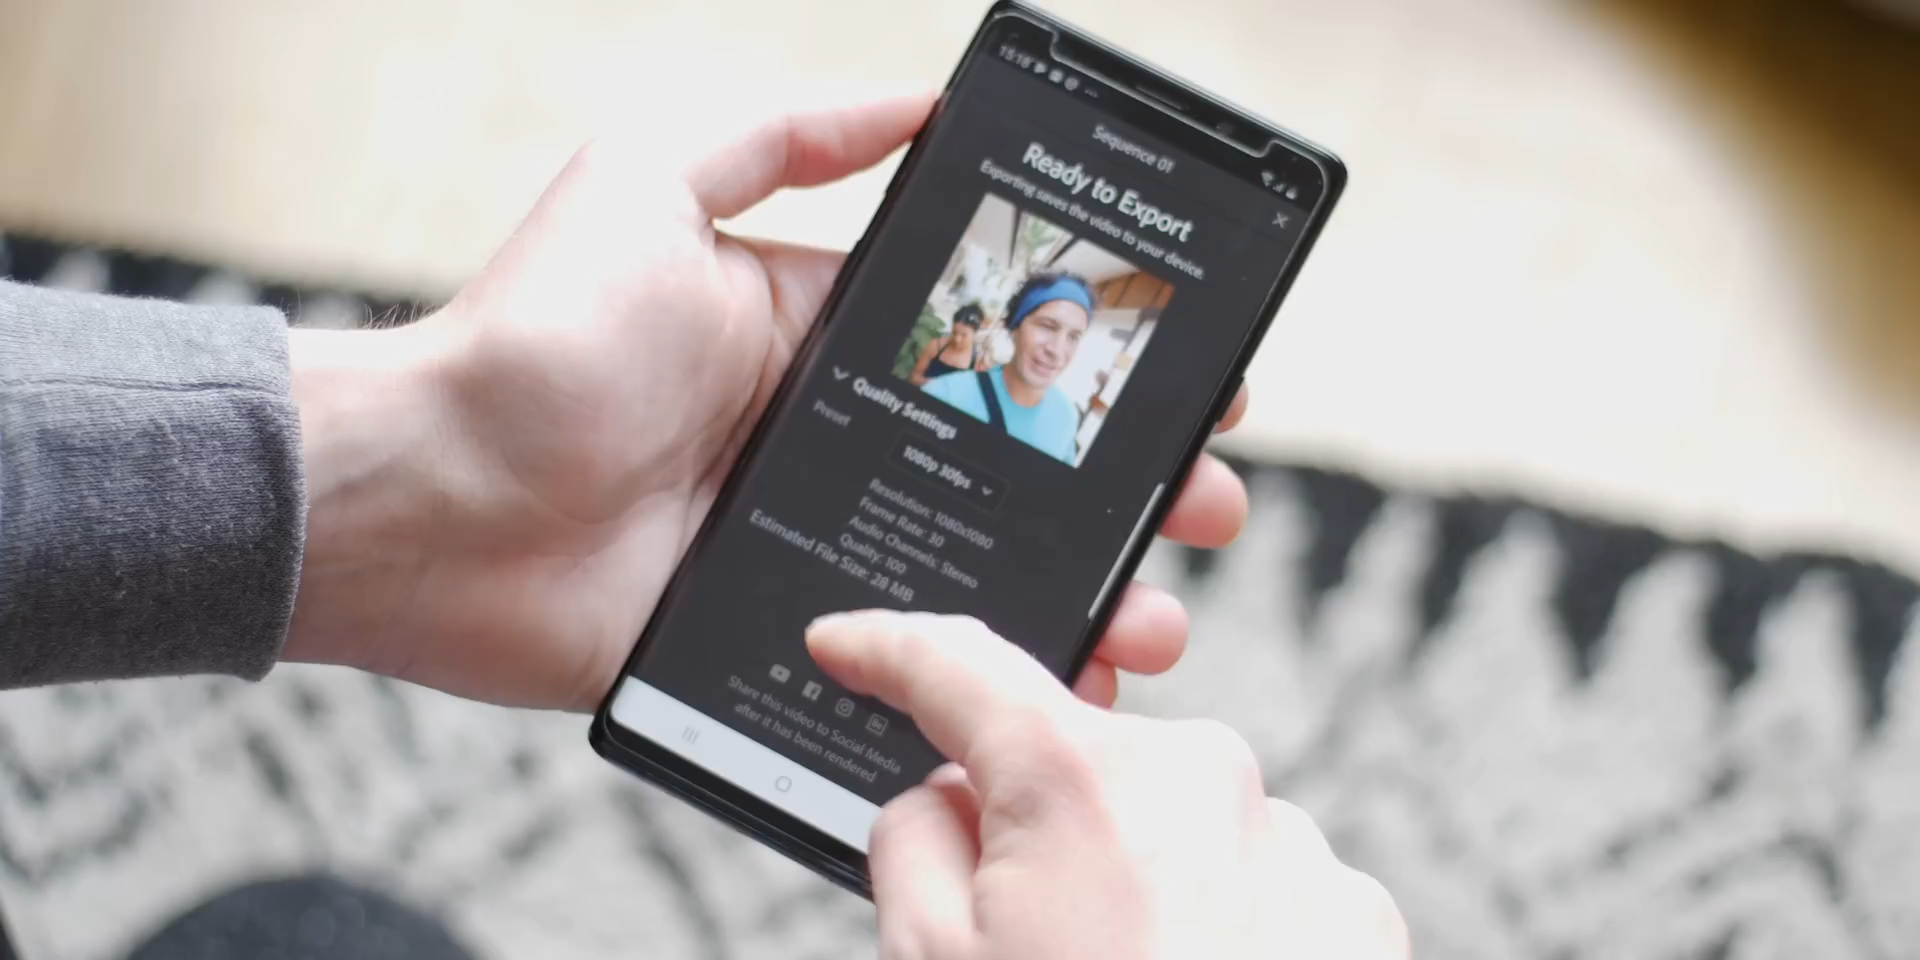 15:15
Sequence 01
Ready to Export
Exporting saves the video to your device.
Quality Settings
Preset
1080p 30fps
Resolution: 1080x1080
Frame Rate: 30
Audio Channels: Stereo
Quality: 100
Estimated File Size: 28 MB
Share this video to Social Media
after it has been rendered